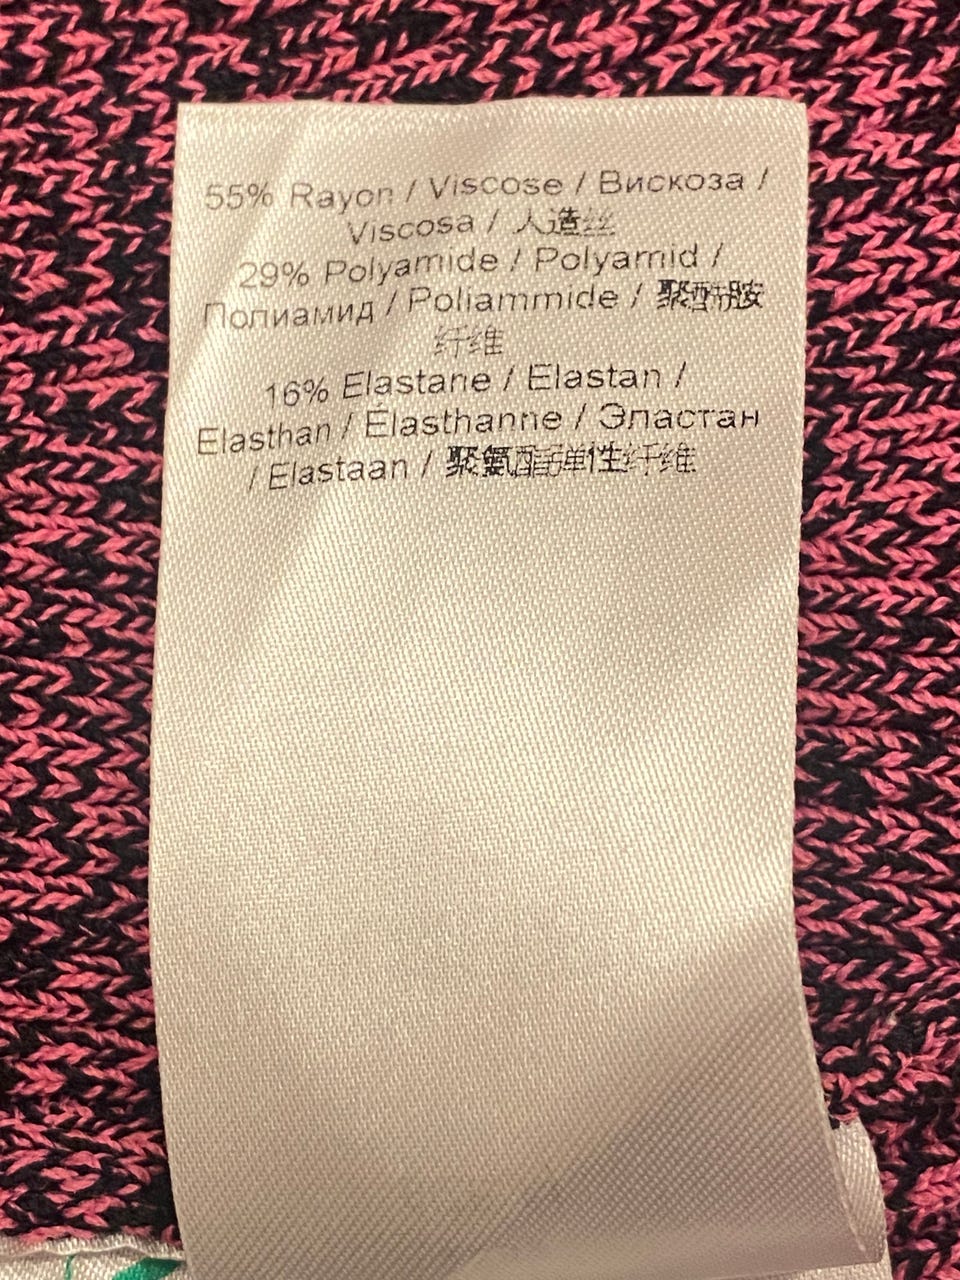 55% Rayon / Viscose / Вискоза /
Viscosa / 人造丝
29% Polyamide / Polyamid /
Полиамид / Poliammide / 聚酰胺
纤维
16% Elastane / Elastan /
Elasthan / Élasthanne / Эластан
/ Elastaan / 聚氨酯弹性纤维